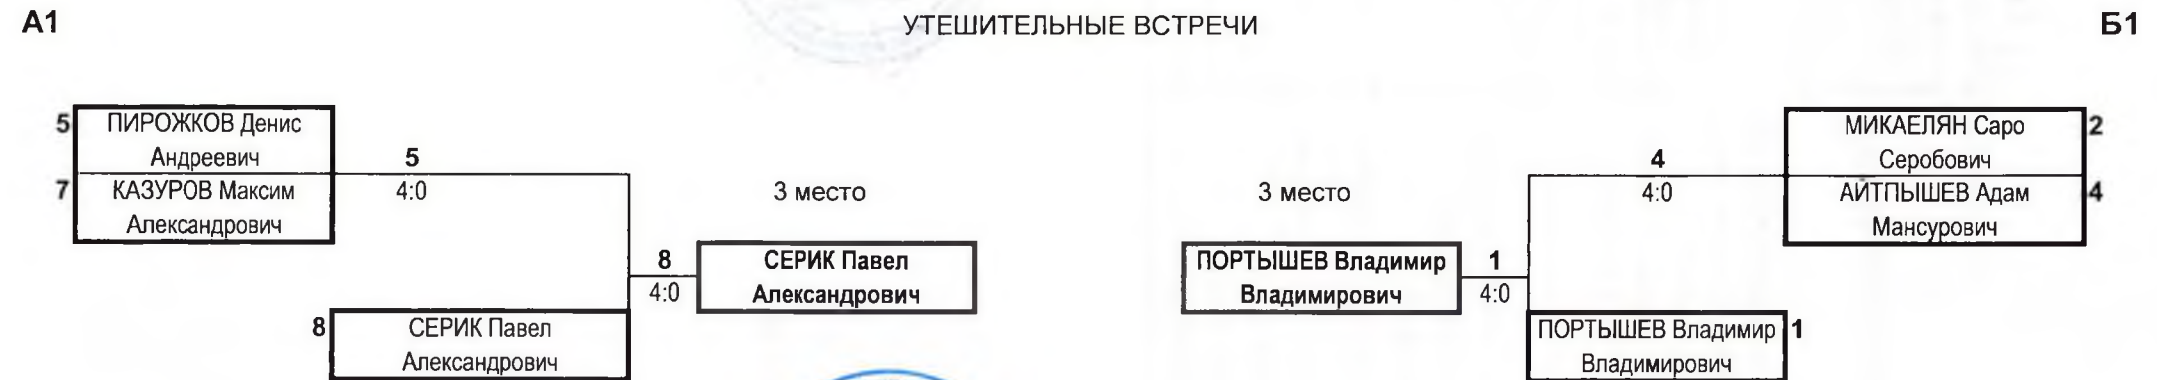 А1
УТЕШИТЕЛЬНЫЕ ВСТРЕЧИ
Б1
5
ПИРОЖКОВ Денис
Андреевич
7
КАЗУРОВ Максим
Александрович
5
4:0
8
СЕРИК Павел
Александрович
8
4:0
3 место
СЕРИК Павел
Александрович
3 место
ПОРТЫШЕВ Владимир
Владимирович
1
4:0
4
4:0
МИКАЕЛЯН Саро
Серобович
2
АЙТПЫШЕВ Адам
Мансурович
4
ПОРТЫШЕВ Владимир
Владимирович
1